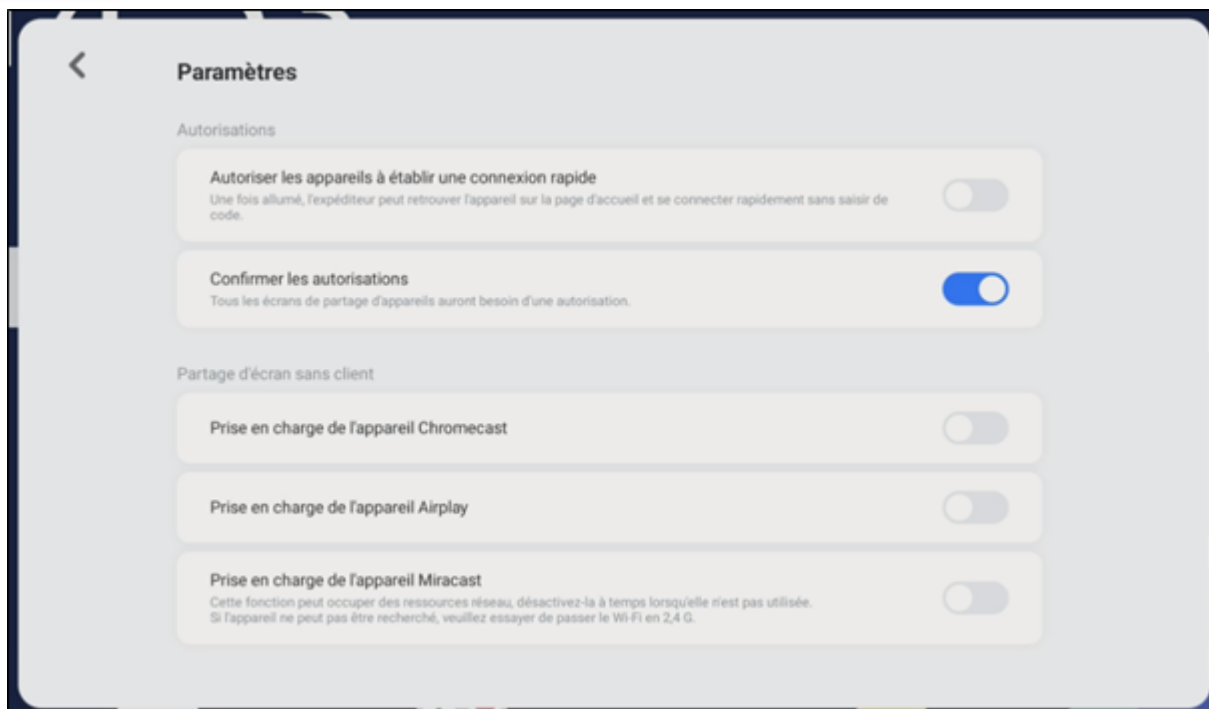 Paramètres
Autorisations
Autoriser les appareils à établir une connexion rapide
Une fois allumé, l'expéditeur peut retrouver l'appareil sur la page d'accueil et se connecter rapidement sans saisir de
code.
Confirmer les autorisations
Tous les écrans de partage d'appareils auront besoin d'une autorisation.
Partage d'écran sans client
Prise en charge de l'appareil Chromecast
Prise en charge de l'appareil Airplay
Prise en charge de l'appareil Miracast
Cette fonction peut occuper des ressources réseau, désactivez-la à temps lorsqu'elle n'est pas utilisée.
Si l'appareil ne peut pas être recherché, veuillez essayer de passer le Wi-Fi en 2,4 G.